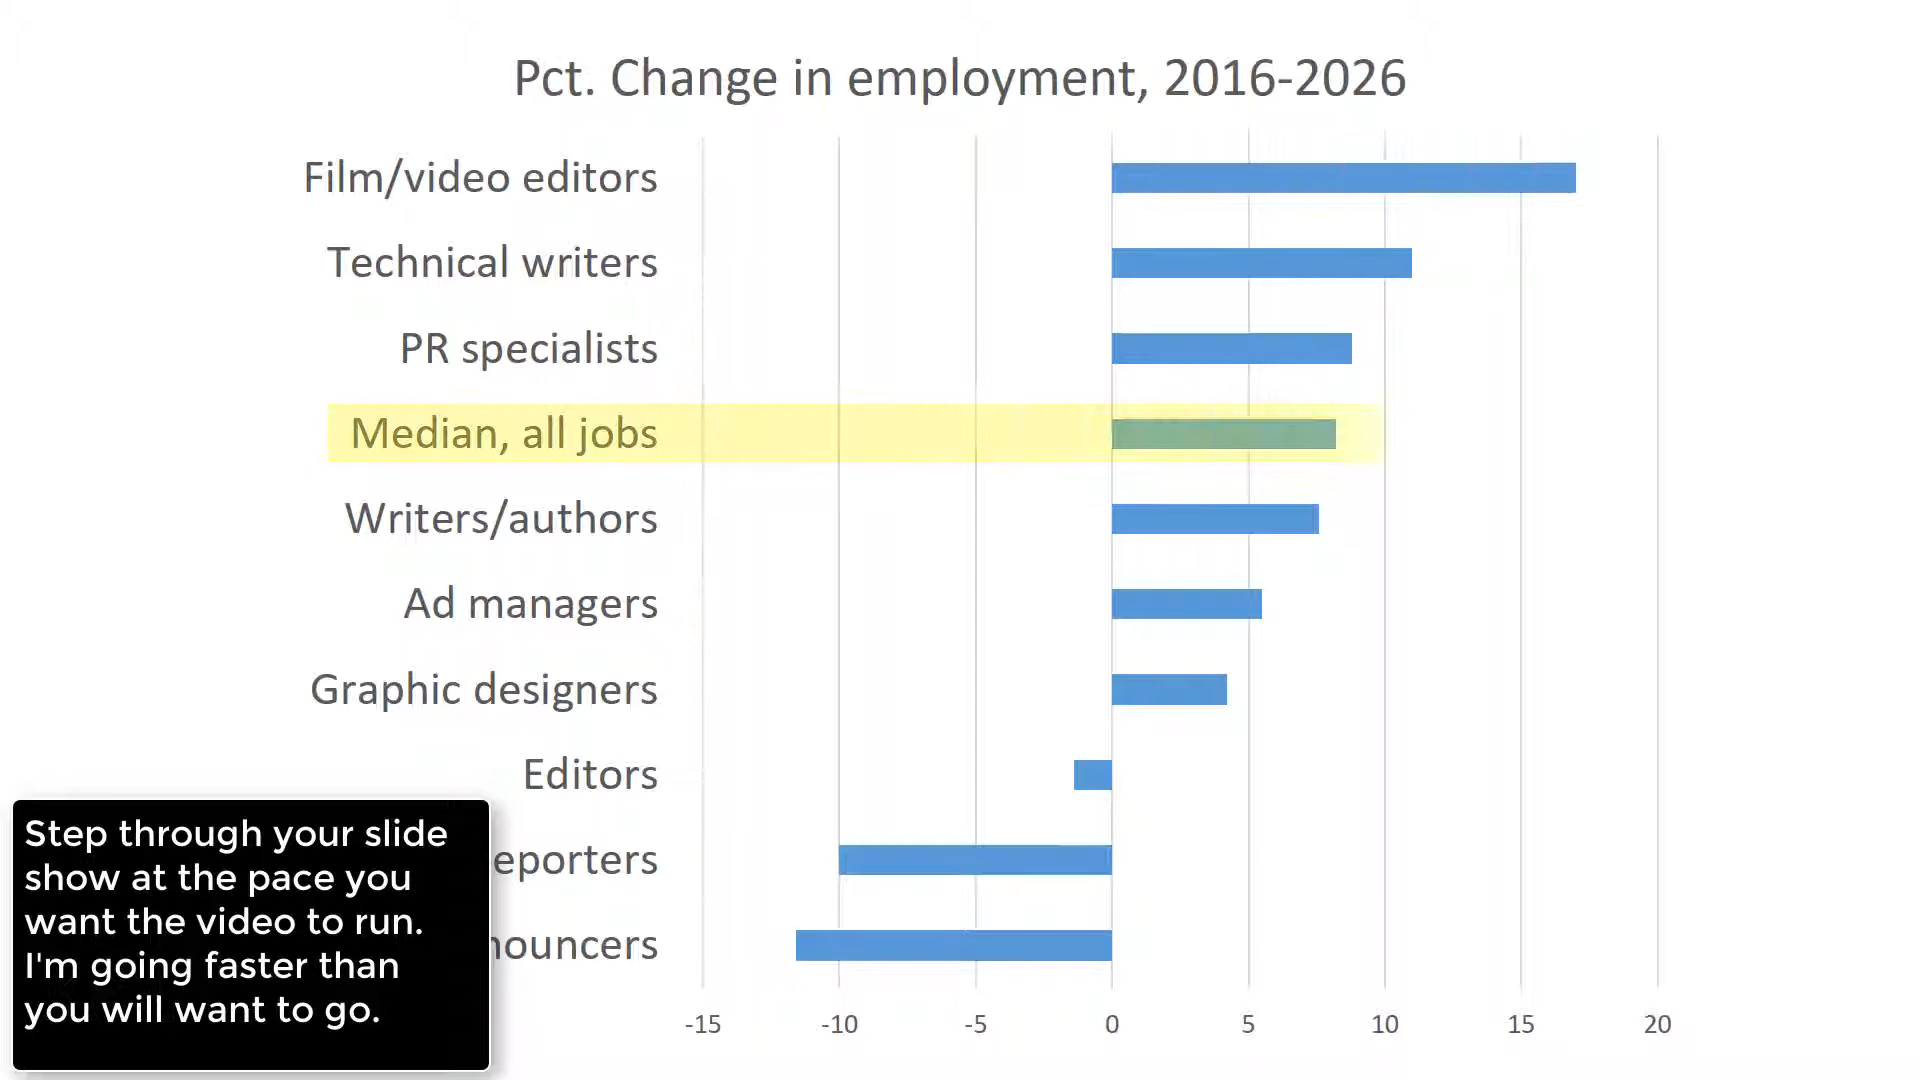 Pct. Change in employment, 2016-2026
Film/video editors
Technical writers
PR specialists
Median, all jobs
Writers/authors
Ad managers
Graphic designers
Editors
eporters
nouncers
-15 -10 -5 0 5 10 15 20
Step through your slide
show at the pace you
want the video to run.
I'm going faster than
you will want to go.